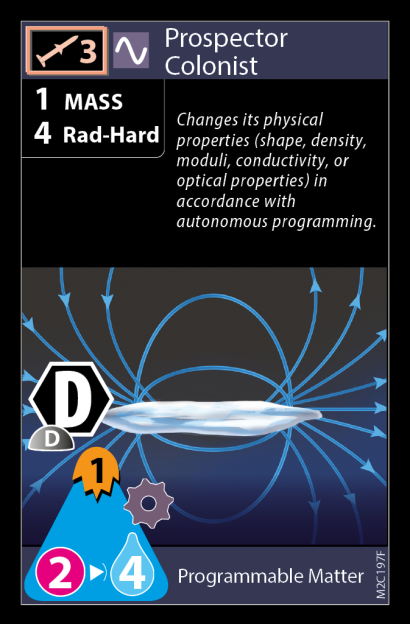 3
Prospector
Colonist
1 MASS
4 Rad-Hard
Changes its physical
properties (shape, density,
moduli, conductivity, or
optical properties) in
accordance with
autonomous programming.
D
D
1
2 4
Programmable Matter
M2C197F